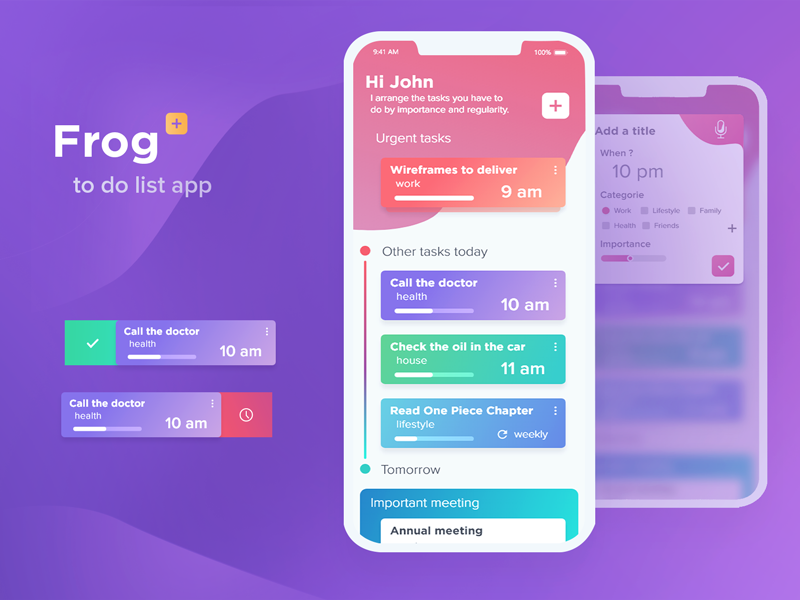 Frog
to do list app
Call the doctor
health
10 am
Call the doctor
health
10 am
9:41 AM
100%
Hi John
I arrange the tasks you have to
do by importance and regularity.
Urgent tasks
Wireframes to deliver
work
9 am
Other tasks today
Call the doctor
health
10 am
Check the oil in the car
house
11 am
Read One Piece Chapter
lifestyle
weekly
Tomorrow
Important meeting
Annual meeting
Add a title
When ?
10 pm
Categorie
Work Lifestyle Family
Health Friends
Importance